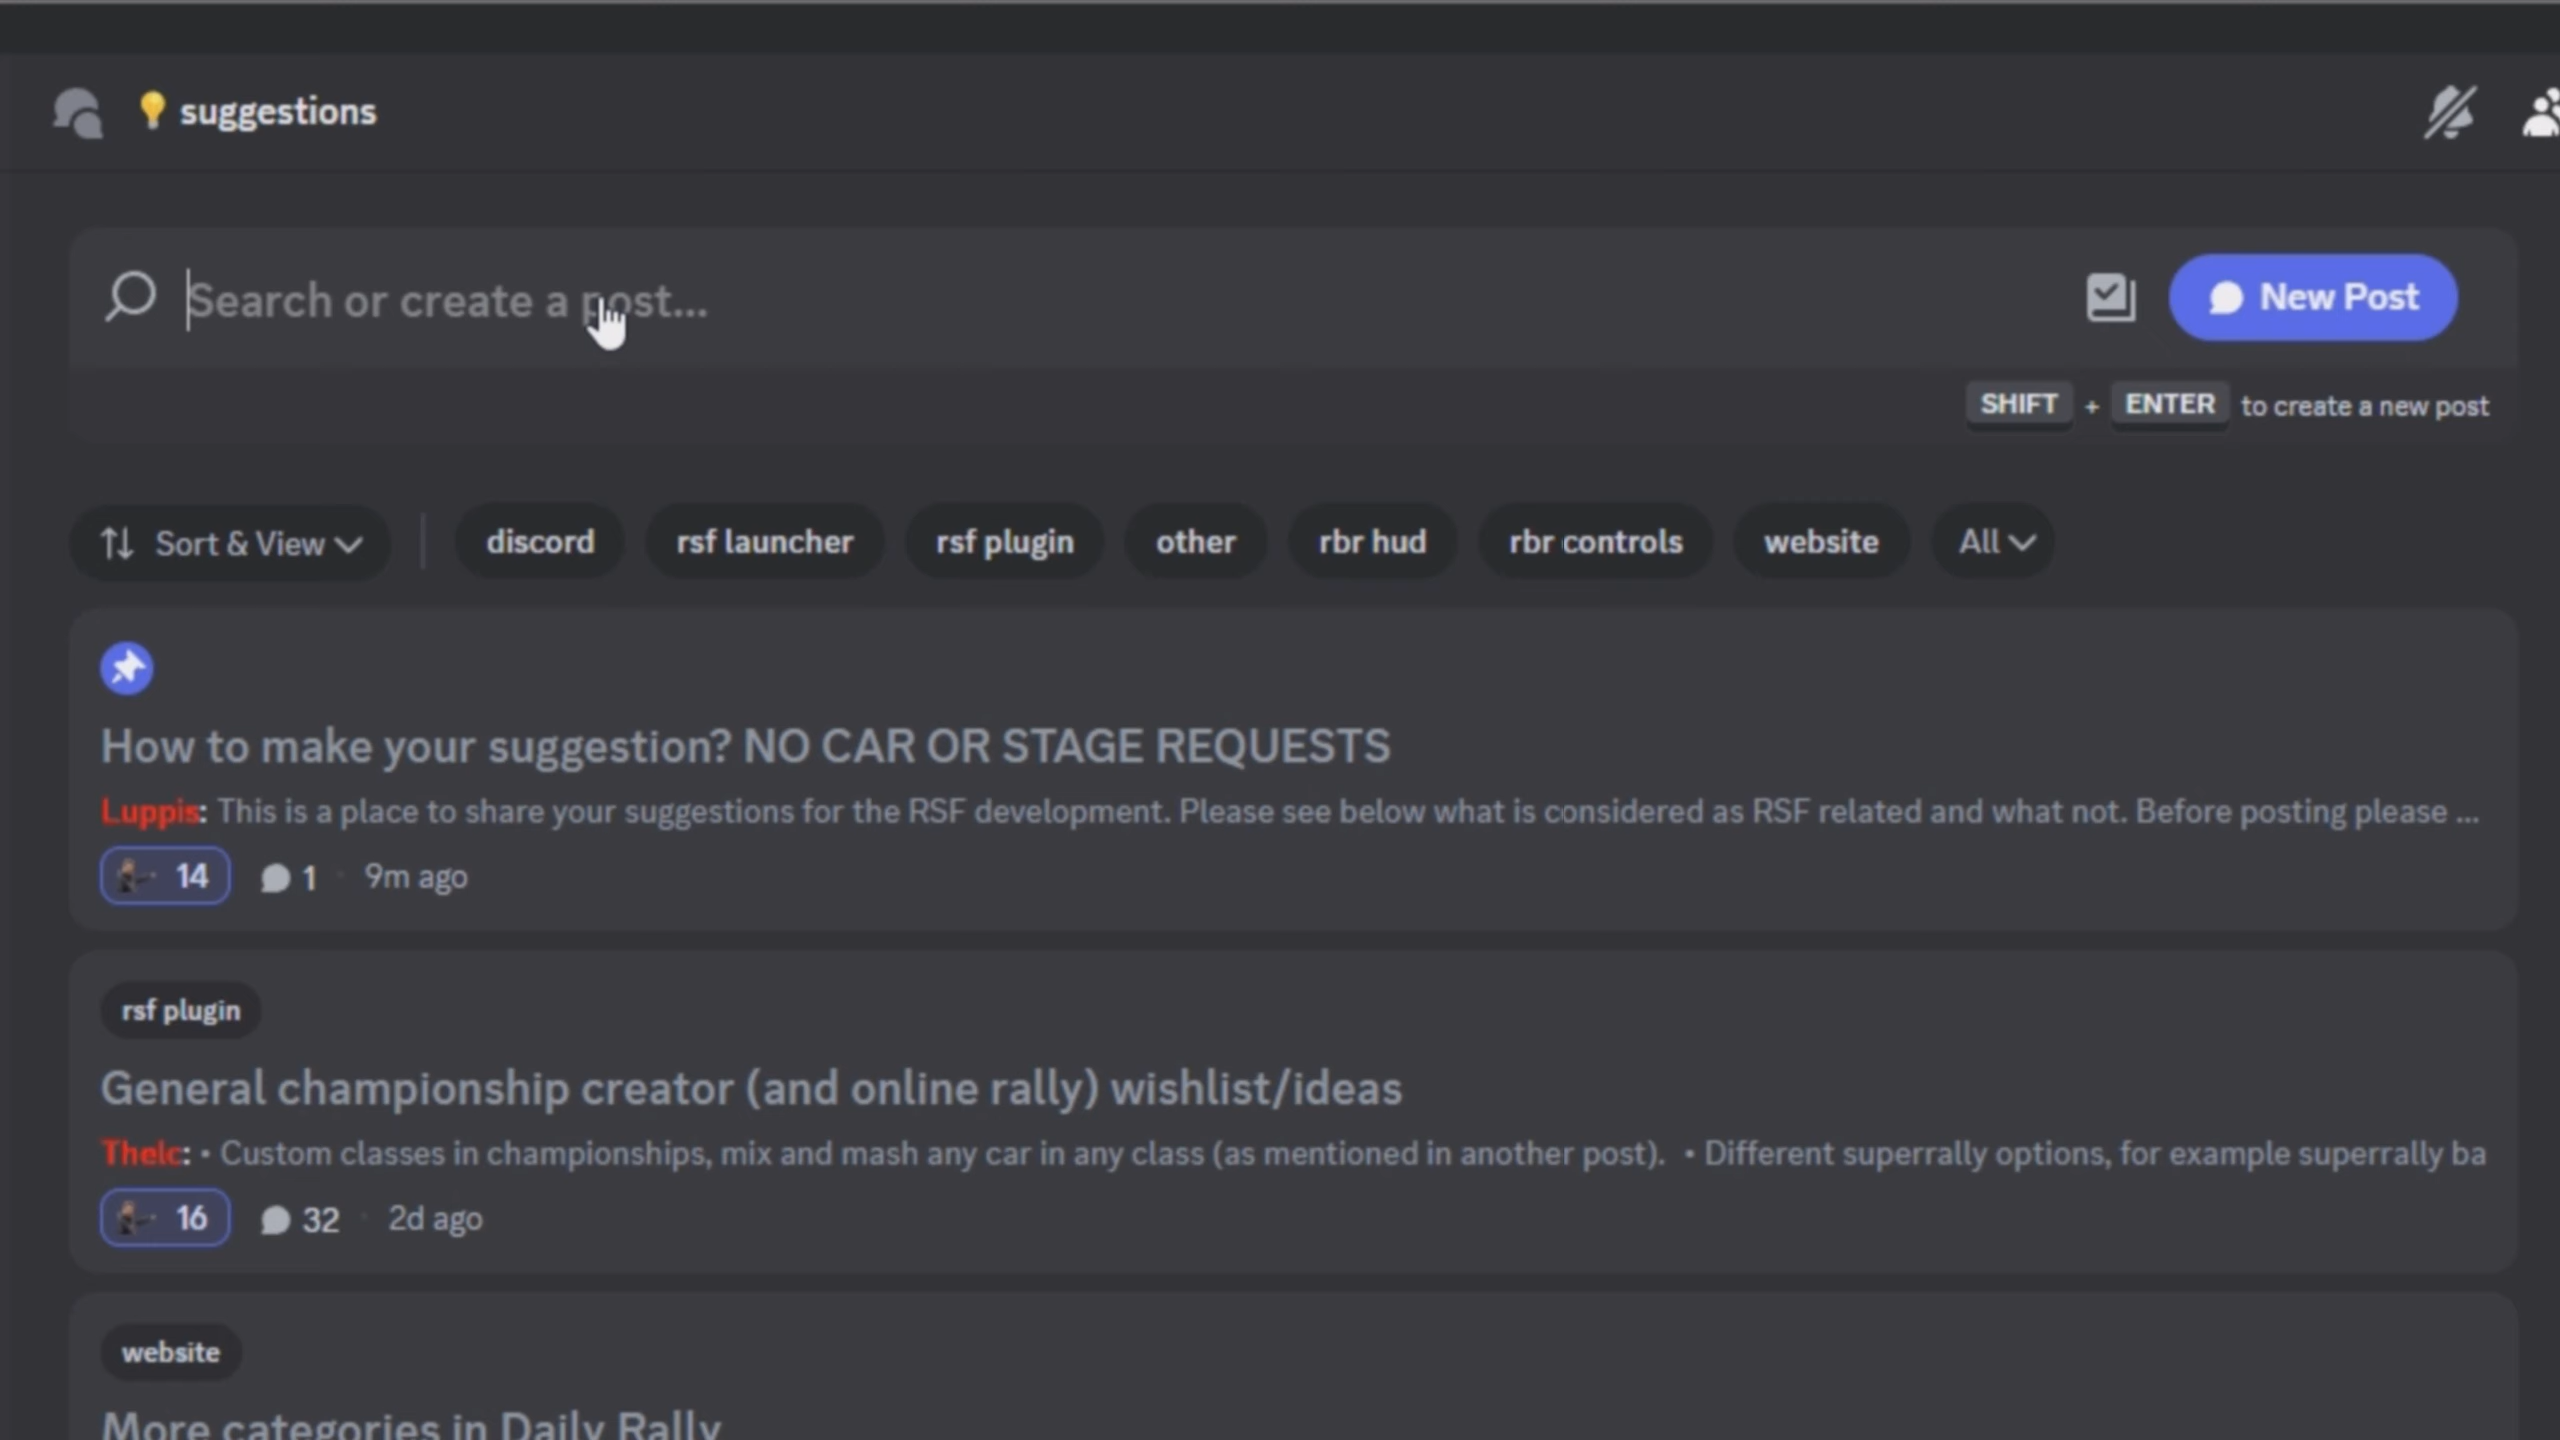 suggestions
Search or create a post...
New Post
SHIFT + ENTER to create a new post
Sort & View
discord
rsf launcher
rsf plugin
other
rbr hud
rbr controls
website
All
How to make your suggestion? NO CAR OR STAGE REQUESTS
Luppis: This is a place to share your suggestions for the RSF development. Please see below what is considered as RSF related and what not. Before posting please ...
14 1 · 9m ago
rsf plugin
General championship creator (and online rally) wishlist/ideas
Thelc: • Custom classes in championships, mix and mash any car in any class (as mentioned in another post). • Different superrally options, for example superrally ba
16 32 · 2d ago
website
More categories in Daily Rally